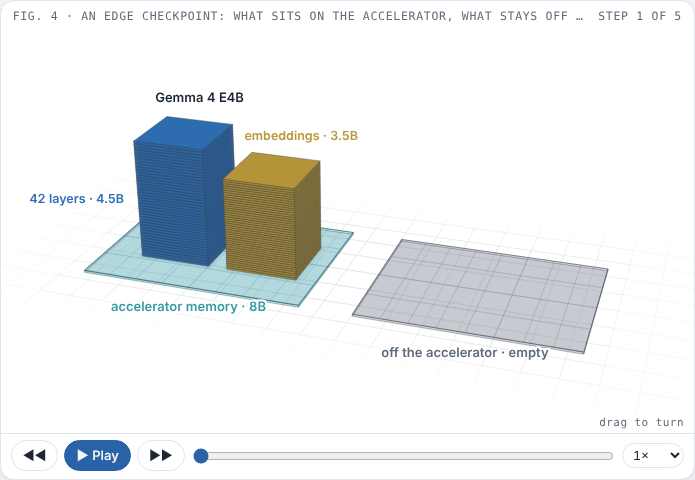 FIG. 4 · AN EDGE CHECKPOINT: WHAT SITS ON THE ACCELERATOR, WHAT STAYS OFF … STEP 1 OF 5
Gemma 4 E4B
embeddings · 3.5B
42 layers · 4.5B
accelerator memory · 8B
off the accelerator · empty
drag to turn
Play
1×